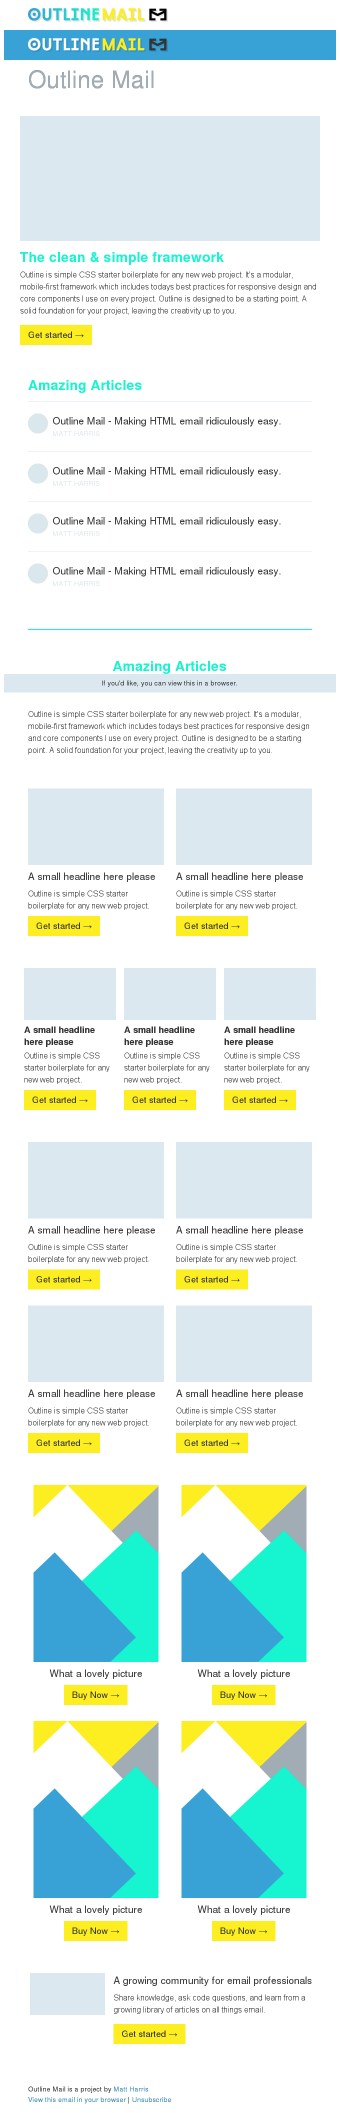 OUTLINEMAIL
OUTLINEMAIL
Outline Mail
The clean & simple framework
Outline is simple CSS starter boilerplate for any new web project. It's a modular,
mobile-first framework which includes todays best practices for responsive design and
core components I use on every project. Outline is designed to be a starting point. A
solid foundation for your project, leaving the creativity up to you.
Get started →
Amazing Articles
Outline Mail - Making HTML email ridiculously easy.
MATT HARRIS
Outline Mail - Making HTML email ridiculously easy.
MATT HARRIS
Outline Mail - Making HTML email ridiculously easy.
MATT HARRIS
Outline Mail - Making HTML email ridiculously easy.
MATT HARRIS
Amazing Articles
If you'd like, you can view this in a browser.
Outline is simple CSS starter boilerplate for any new web project. It's a modular,
mobile-first framework which includes todays best practices for responsive design
and core components I use on every project. Outline is designed to be a starting
point. A solid foundation for your project, leaving the creativity up to you.
A small headline here please
Outline is simple CSS starter
boilerplate for any new web project.
Get started →
A small headline here please
Outline is simple CSS starter
boilerplate for any new web project.
Get started →
A small headline
here please
Outline is simple CSS
starter boilerplate for any
new web project.
Get started →
A small headline
here please
Outline is simple CSS
starter boilerplate for any
new web project.
Get started →
A small headline
here please
Outline is simple CSS
starter boilerplate for any
new web project.
Get started →
A small headline here please
Outline is simple CSS starter
boilerplate for any new web project.
Get started →
A small headline here please
Outline is simple CSS starter
boilerplate for any new web project.
Get started →
A small headline here please
Outline is simple CSS starter
boilerplate for any new web project.
Get started →
A small headline here please
Outline is simple CSS starter
boilerplate for any new web project.
Get started →
What a lovely picture
Buy Now →
What a lovely picture
Buy Now →
What a lovely picture
Buy Now →
What a lovely picture
Buy Now →
A growing community for email professionals
Share knowledge, ask code questions, and learn from a
growing library of articles on all things email.
Get started →
Outline Mail is a project by Matt Harris
View this email in your browser | Unsubscribe